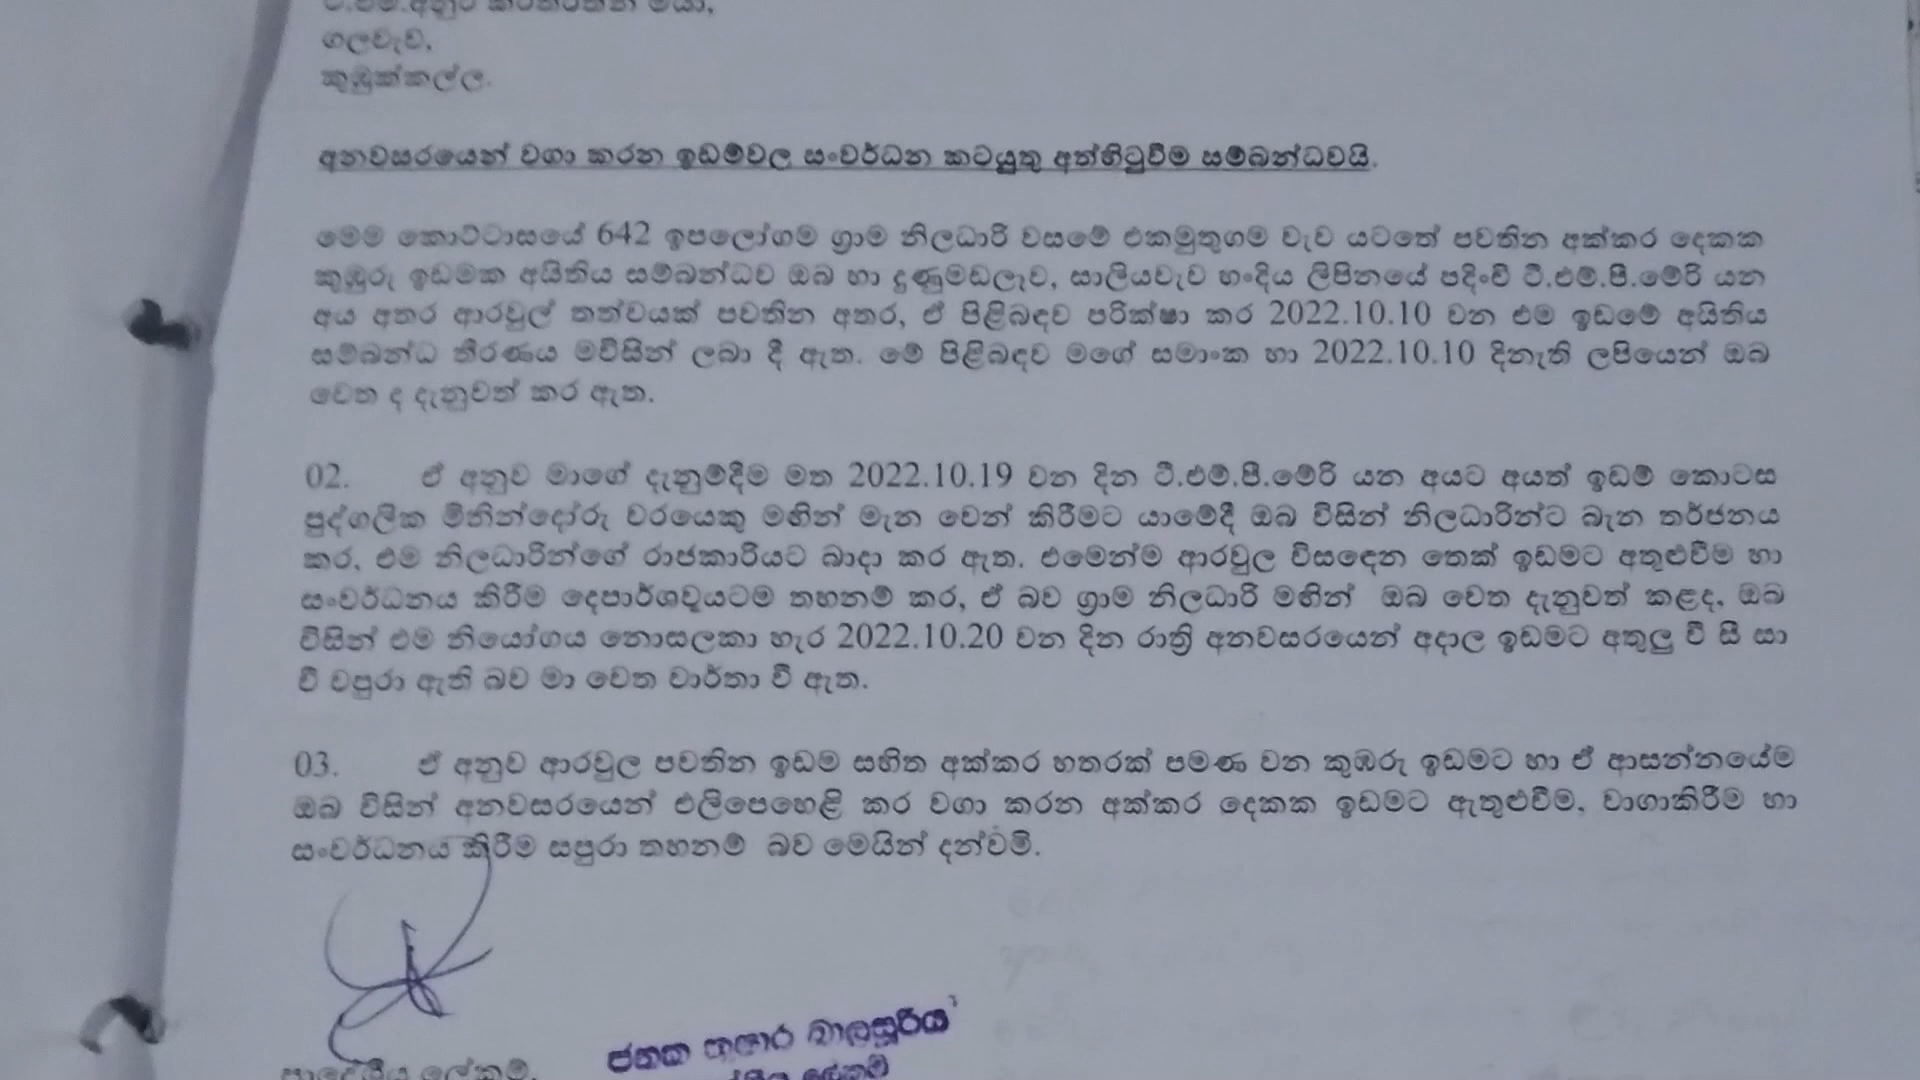 ගලවැව,
කුඹුක්කල්ල.
අනවසරයෙන් වගා කරන ඉඩම්වල සංවර්ධන කටයුතු අත්හිටුවීම සම්බන්ධවයි.
මෙම කොට්ටාසයේ 642 ඉපලෝගම ග්‍රාම නිලධාරි වසමේ එකමුතුගම වැව යටතේ පවතින අක්කර දෙකක
කුඹුරු ඉඩමක අයිතිය සම්බන්ධව ඔබ හා දුණුමඩලෑව, සාලියවැව හංදිය ලිපිනයේ පදිංචි ටී.එම්.පී.මේරි යන
අය අතර ආරවුල් තත්වයක් පවතින අතර, ඒ පිළිබඳව පරික්ෂා කර 2022.10.10 වන එම ඉඩමේ අයිතිය
සම්බන්ධ තීරණය මවිසින් ලබා දී ඇත. මේ පිළිබඳව මගේ සමාංක හා 2022.10.10 දිනැති ලපියෙන් ඔබ
වෙත ද දැනුවත් කර ඇත.
02. ඒ අනුව මාගේ දැනුම්දීම මත 2022.10.19 වන දින ටී.එම්.පී.මේරි යන අයට අයත් ඉඩම් කොටස
පුද්ගලික මිනින්දෝරු වරයෙකු මඟින් මැන වෙන් කිරීමට යාමේදී ඔබ විසින් නිලධාරින්ට බැන තර්ජනය
කර, එම නිලධාරින්ගේ රාජකාරියට බාදා කර ඇත. එමෙන්ම ආරවුල විසඳෙන තෙක් ඉඩමට අතුළුවීම හා
සංවර්ධනය කිරීම දෙපාර්ශවයටම තහනම් කර, ඒ බව ග්‍රාම නිලධාරි මඟින් ඔබ වෙත දැනුවත් කළද, ඔබ
විසින් එම නියෝගය නොසලකා හැර 2022.10.20 වන දින රාත්‍රි අනවසරයෙන් අදාල ඉඩමට අතුලු වී සී සා
වී වපුරා ඇති බව මා වෙත වාර්තා වී ඇත.
03. ඒ අනුව ආරවුල පවතින ඉඩම සහිත අක්කර හතරක් පමණ වන කුඹරු ඉඩමට හා ඒ ආසන්නයේම
ඔබ විසින් අනවසරයෙන් එලිපෙහෙළි කර වගා කරන අක්කර දෙකක ඉඩමට ඇතුළුවීම, වාගාකිරීම හා
සංවර්ධනය කිරීම සපුරා තහනම් බව මෙයින් දන්වමි.
ජනක බාලසූරිය
ප්‍රාදේශීය ලේකම්,